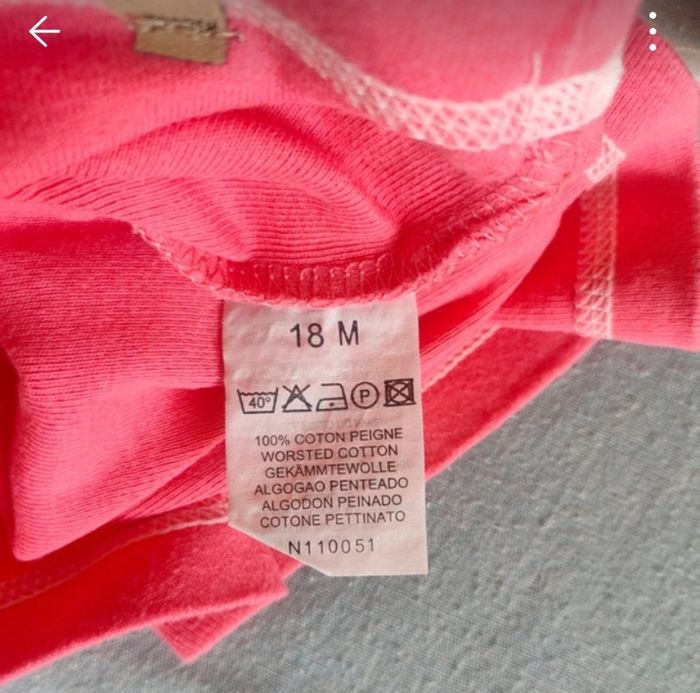 18 M
40° P
100% COTON PEIGNE
WORSTED COTTON
GEKÄMMTEWOLLE
ALGOGAO PENTEADO
ALGODON PEINADO
COTONE PETTINATO
N110051